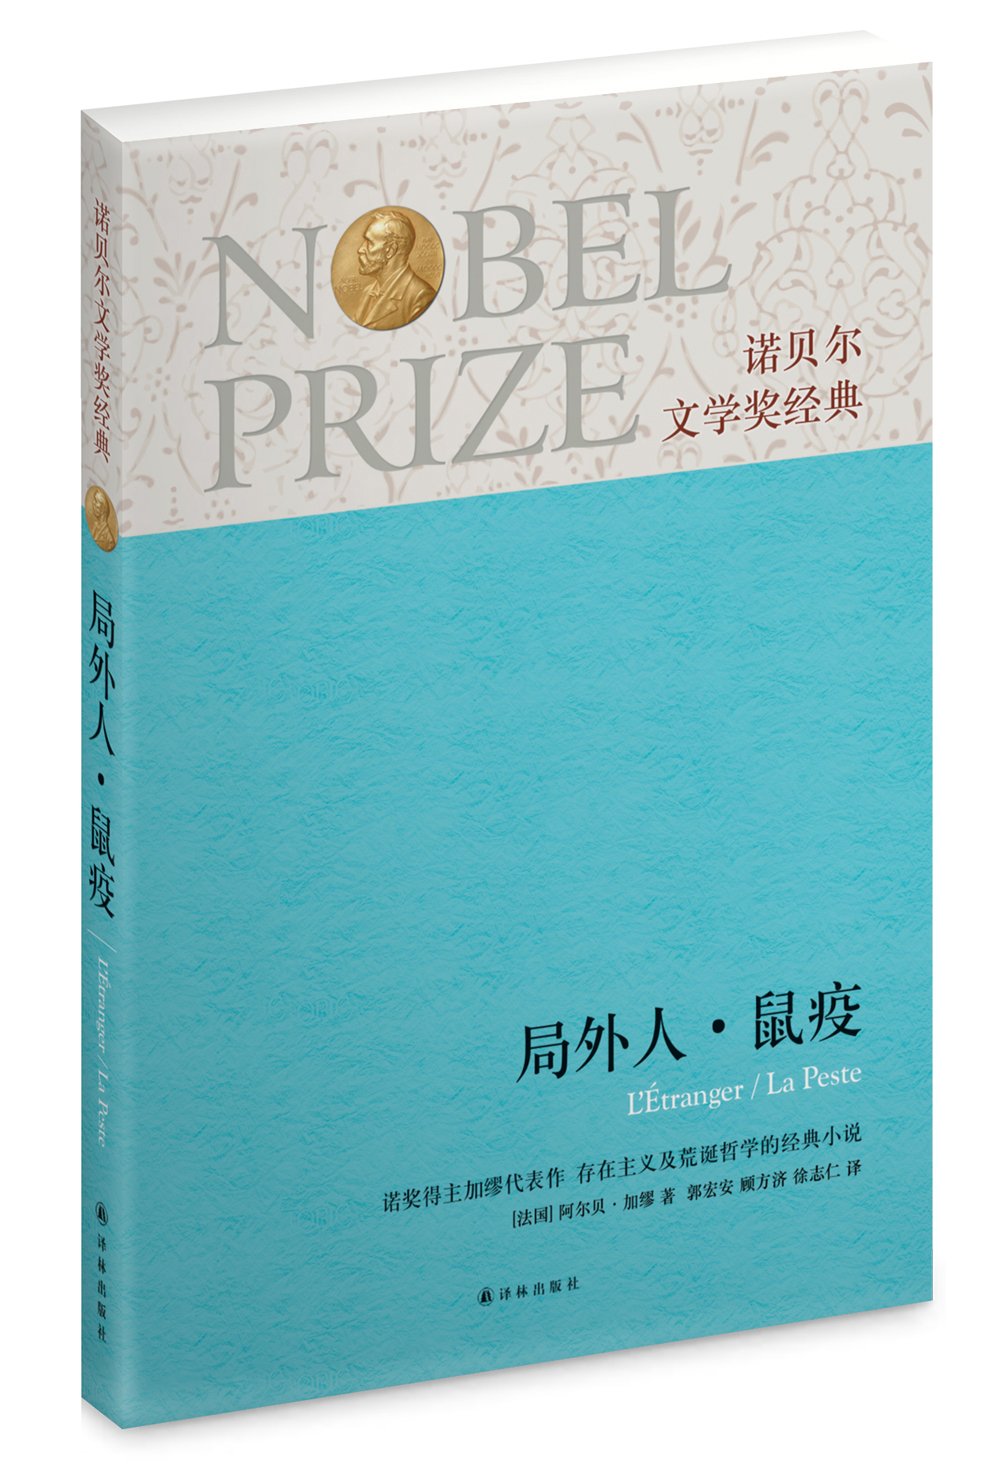 NOBEL
PRIZE
诺贝尔
文学奖经典
局外人·鼠疫
L'Étranger / La Peste
诺奖得主加缪代表作 存在主义及荒诞哲学的经典小说
[法国] 阿尔贝·加缪 著 郭宏安 顾方济 徐志仁 译
译林出版社
诺贝尔文学奖经典
局外人·鼠疫
L'Étranger / La Peste
译林出版社